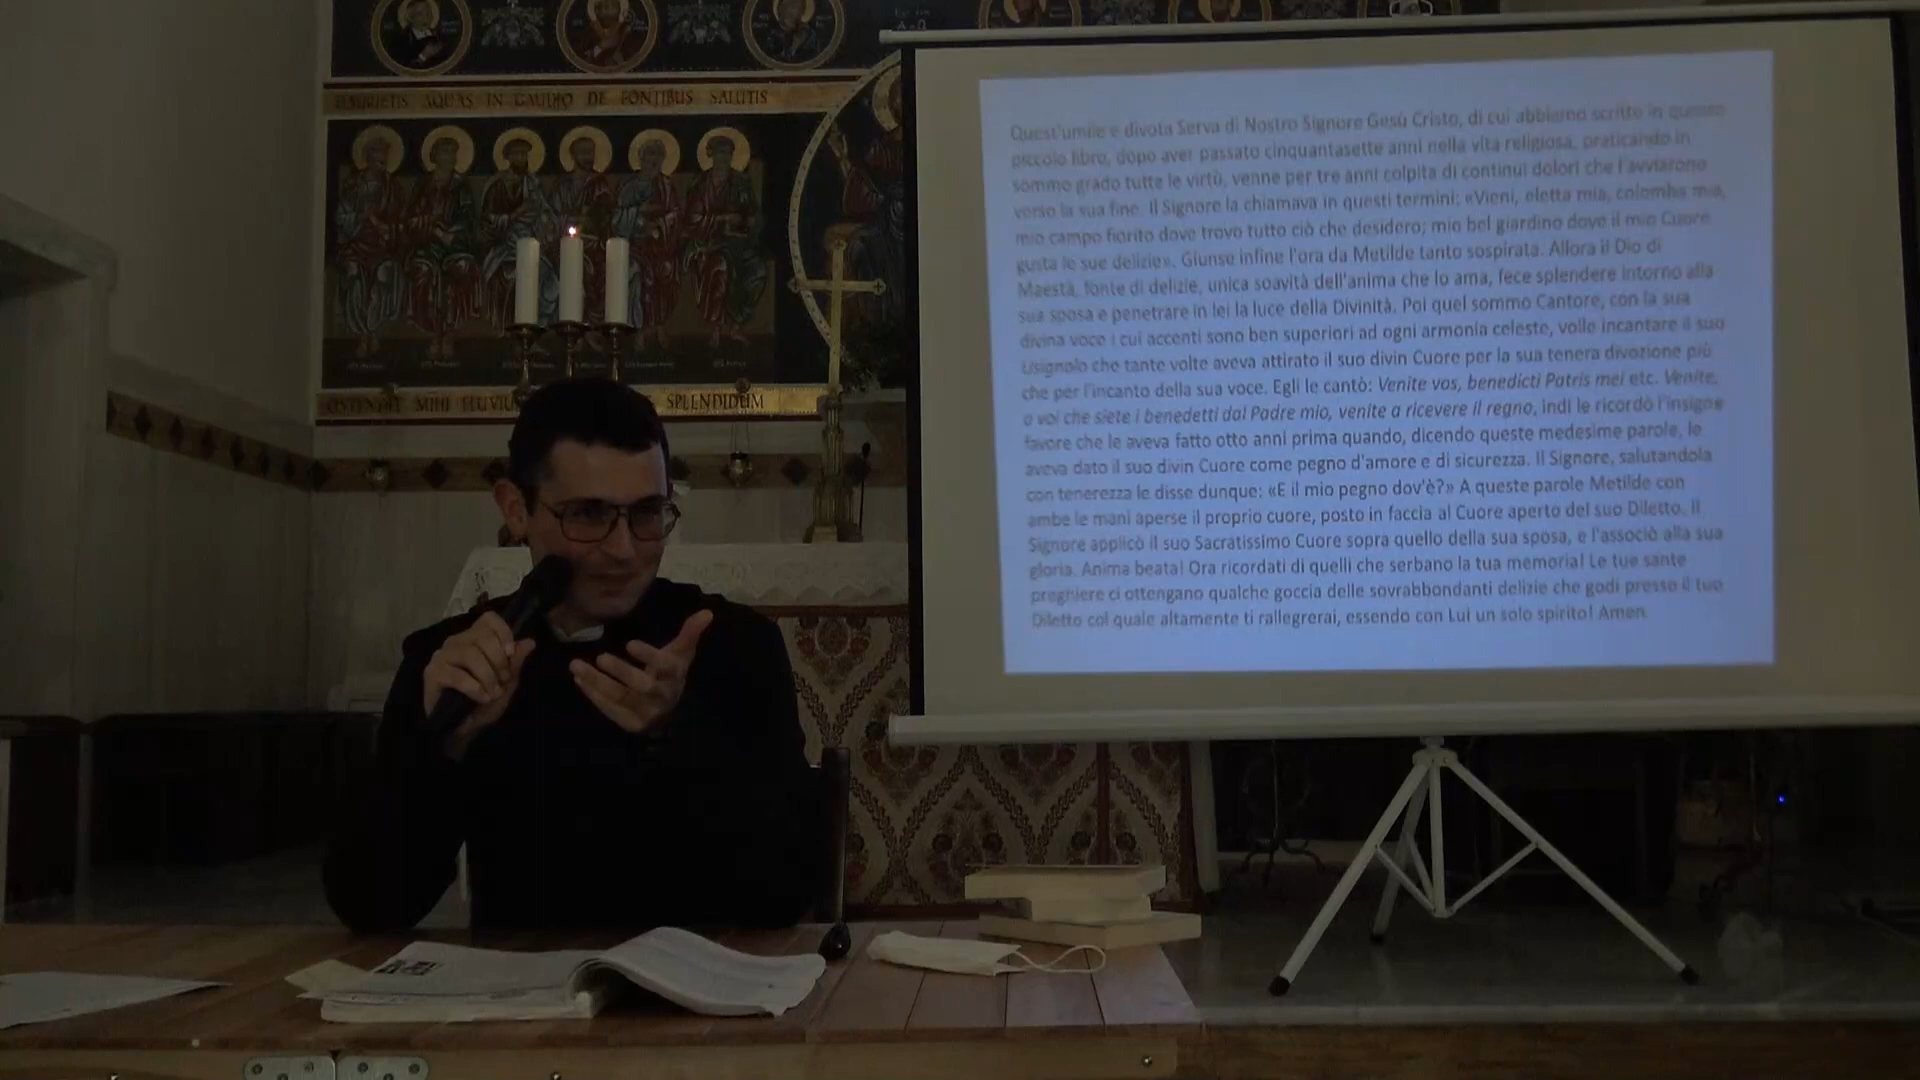 HAURIETIS AQUAS IN GAUDIO DE FONTIBUS SALUTIS
OSTENDIT MIHI FLUVIU
SPLENDIDUM
Quest'umile e divota Serva di Nostro Signore Gesù Cristo, di cui abbiamo scritto in questo
piccolo libro, dopo aver passato cinquantasette anni nella vita religiosa, praticando in
sommo grado tutte le virtù, venne per tre anni colpita di continui dolori che l'avviarono
verso la sua fine. Il Signore la chiamava in questi termini: «Vieni, eletta mia, colomba mia,
mio campo fiorito dove trovo tutto ciò che desidero; mio bel giardino dove il mio Cuore
gusta le sue delizie». Giunse infine l'ora da Metilde tanto sospirata. Allora il Dio di
Maestà, fonte di delizie, unica soavità dell'anima che lo ama, fece splendere intorno alla
sua sposa e penetrare in lei la luce della Divinità. Poi quel sommo Cantore, con la sua
divina voce i cui accenti sono ben superiori ad ogni armonia celeste, volle incantare il suo
usignolo che tante volte aveva attirato il suo divin Cuore per la sua tenera divozione più
che per l'incanto della sua voce. Egli le cantò: Venite vos, benedicti Patris mei etc. Venite,
o voi che siete i benedetti dal Padre mio, venite a ricevere il regno, indi le ricordò l'insigne
favore che le aveva fatto otto anni prima quando, dicendo queste medesime parole, le
aveva dato il suo divin Cuore come pegno d'amore e di sicurezza. Il Signore, salutandola
con tenerezza le disse dunque: «E il mio pegno dov'è?» A queste parole Metilde con
ambe le mani aperse il proprio cuore, posto in faccia al Cuore aperto del suo Diletto. Il
Signore applicò il suo Sacratissimo Cuore sopra quello della sua sposa, e l'associò alla sua
gloria. Anima beata! Ora ricordati di quelli che serbano la tua memoria! Le tue sante
preghiere ci ottengano qualche goccia delle sovrabbondanti delizie che godi presso il tuo
Diletto col quale altamente ti rallegrerai, essendo con Lui un solo spirito! Amen.